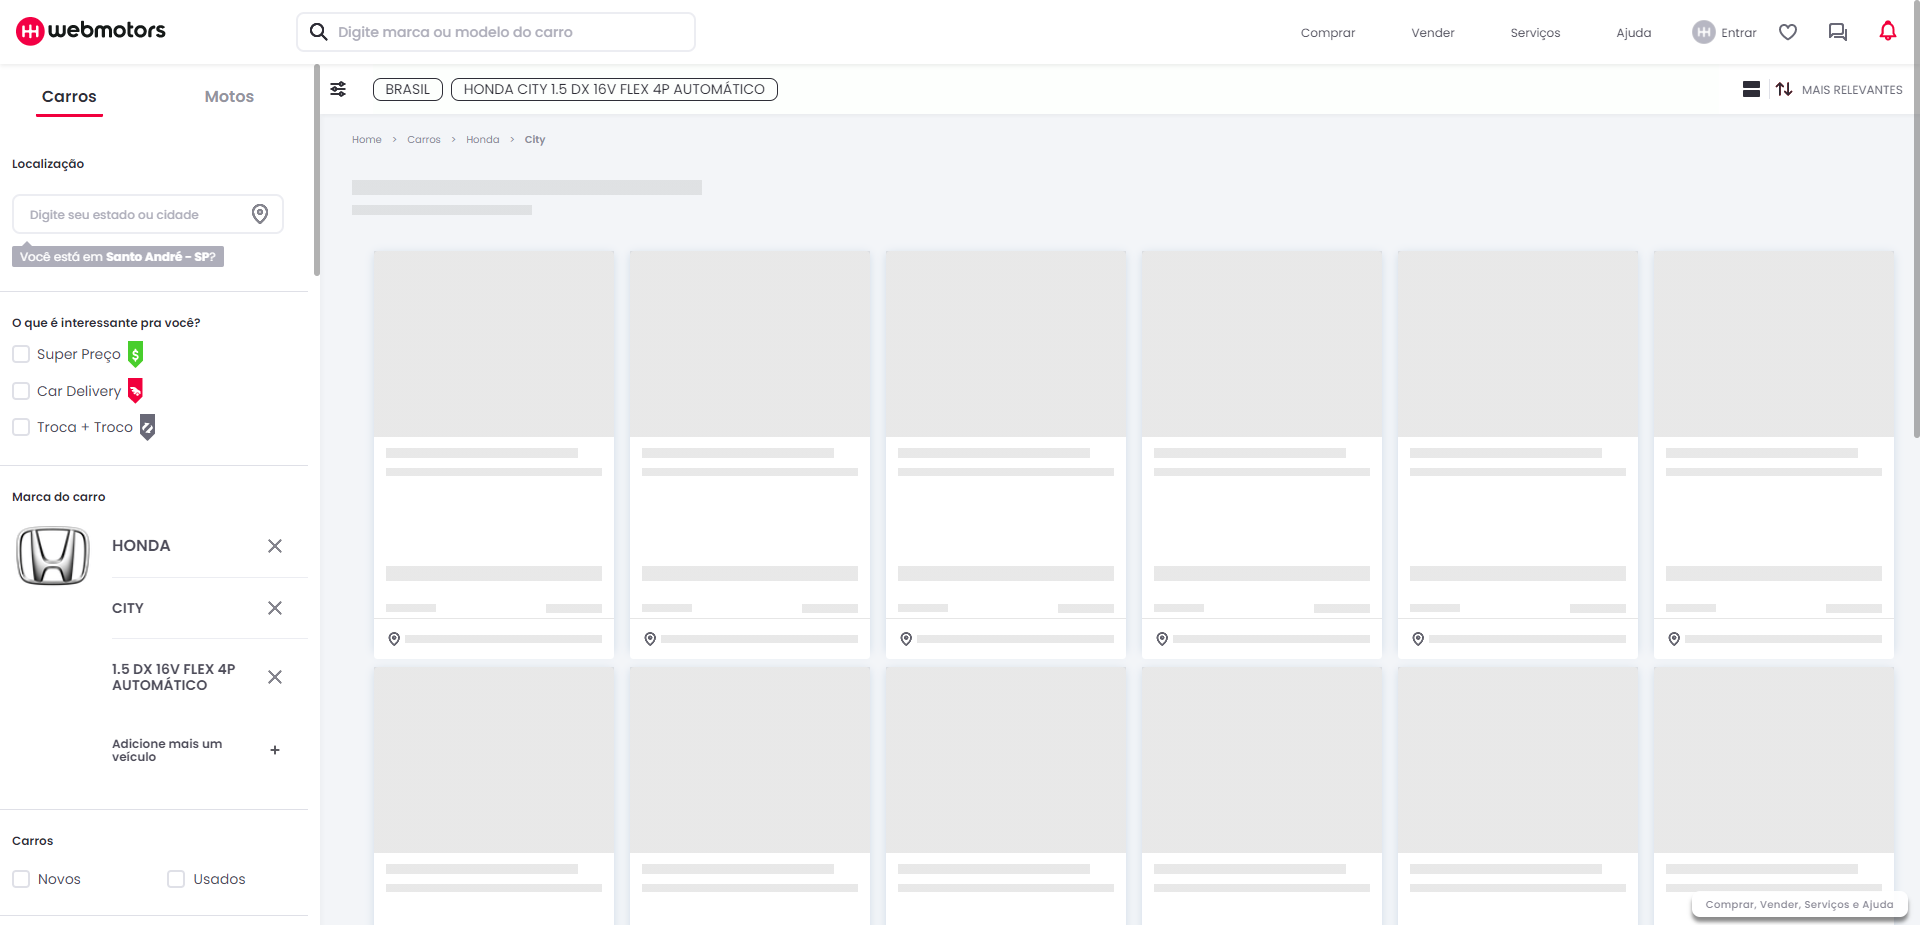 webmotors
Digite marca ou modelo do carro
Comprar
Vender
Serviços
Ajuda
Entrar
Carros
Motos
BRASIL
HONDA CITY 1.5 DX 16V FLEX 4P AUTOMÁTICO
MAIS RELEVANTES
Home > Carros > Honda > City
Localização
Digite seu estado ou cidade
Você está em Santo André - SP?
O que é interessante pra você?
Super Preço
$
Car Delivery
Troca + Troco
Marca do carro
HONDA
CITY
1.5 DX 16V FLEX 4P
AUTOMÁTICO
Adicione mais um
veículo
+
Carros
Novos
Usados
Comprar, Vender, Serviços e Ajuda